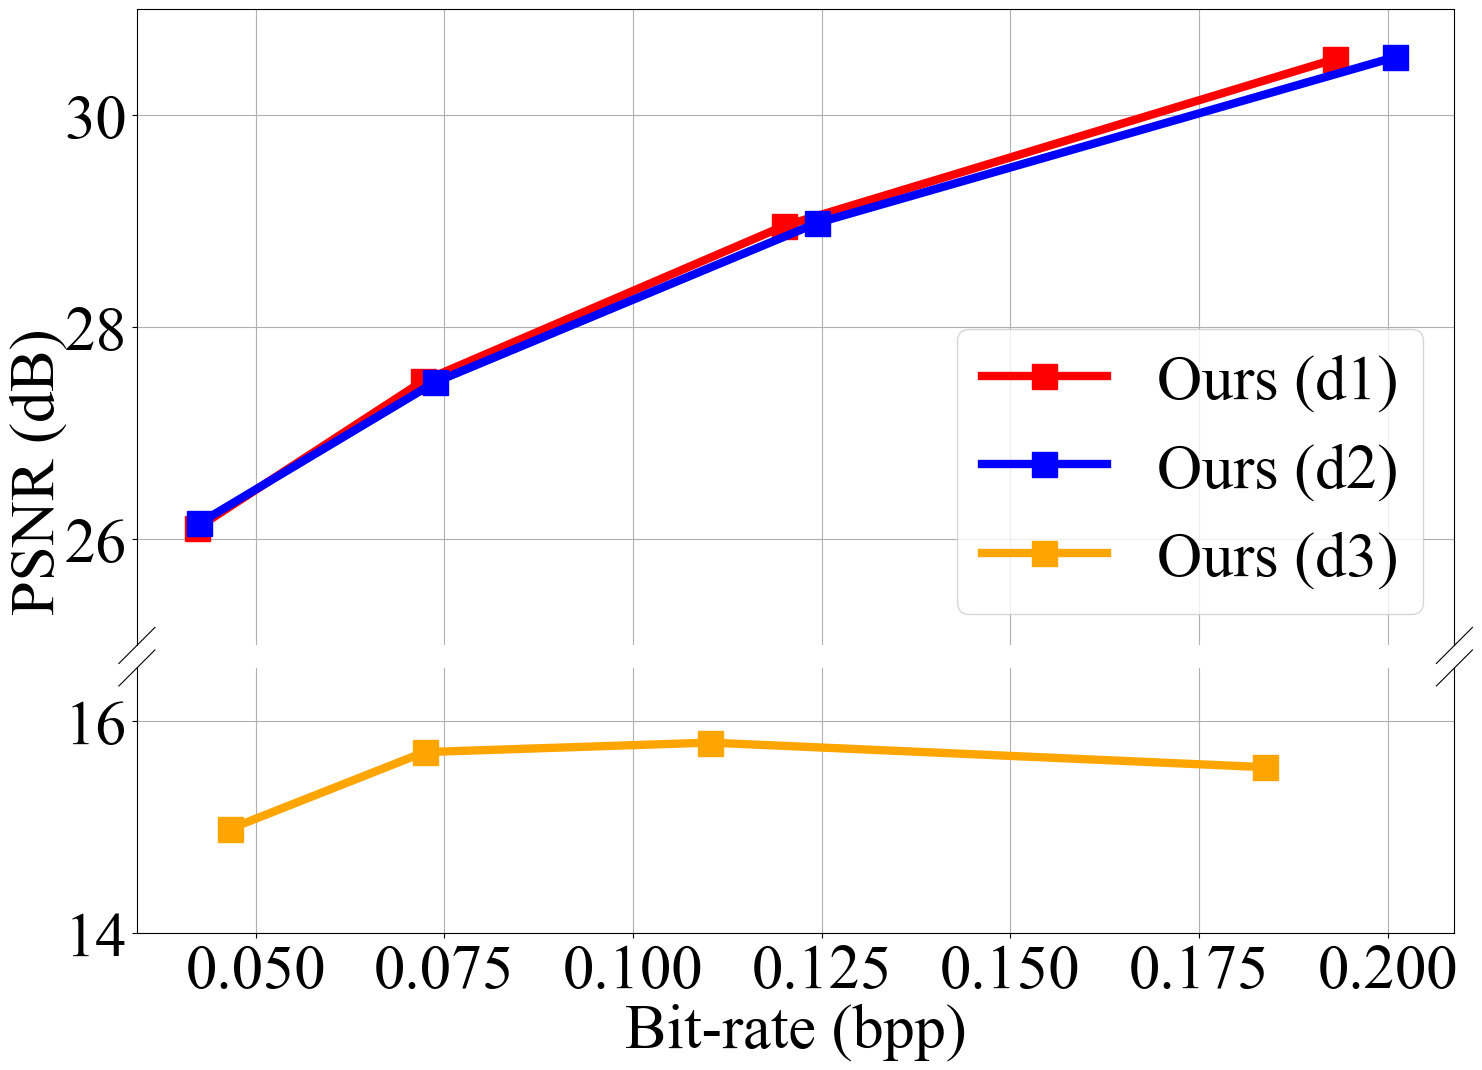 PSNR (dB)
30
28
26
16
14
Ours (d1)
Ours (d2)
Ours (d3)
0.050 0.075 0.100 0.125 0.150 0.175 0.200
Bit-rate (bpp)